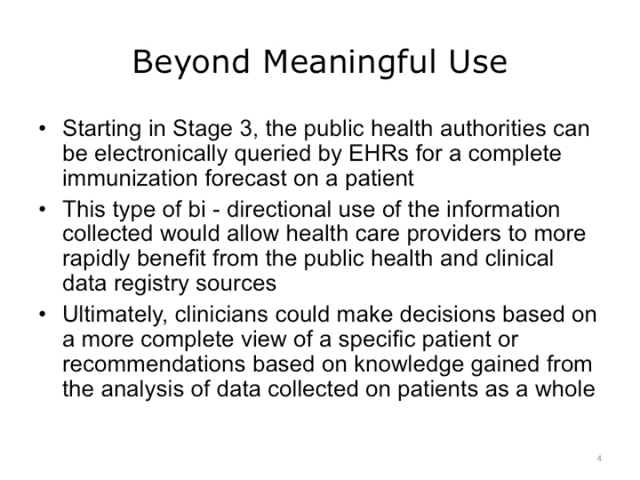 Beyond Meaningful Use
• Starting in Stage 3, the public health authorities can
be electronically queried by EHRs for a complete
immunization forecast on a patient
• This type of bi - directional use of the information
collected would allow health care providers to more
rapidly benefit from the public health and clinical
data registry sources
• Ultimately, clinicians could make decisions based on
a more complete view of a specific patient or
recommendations based on knowledge gained from
the analysis of data collected on patients as a whole
4